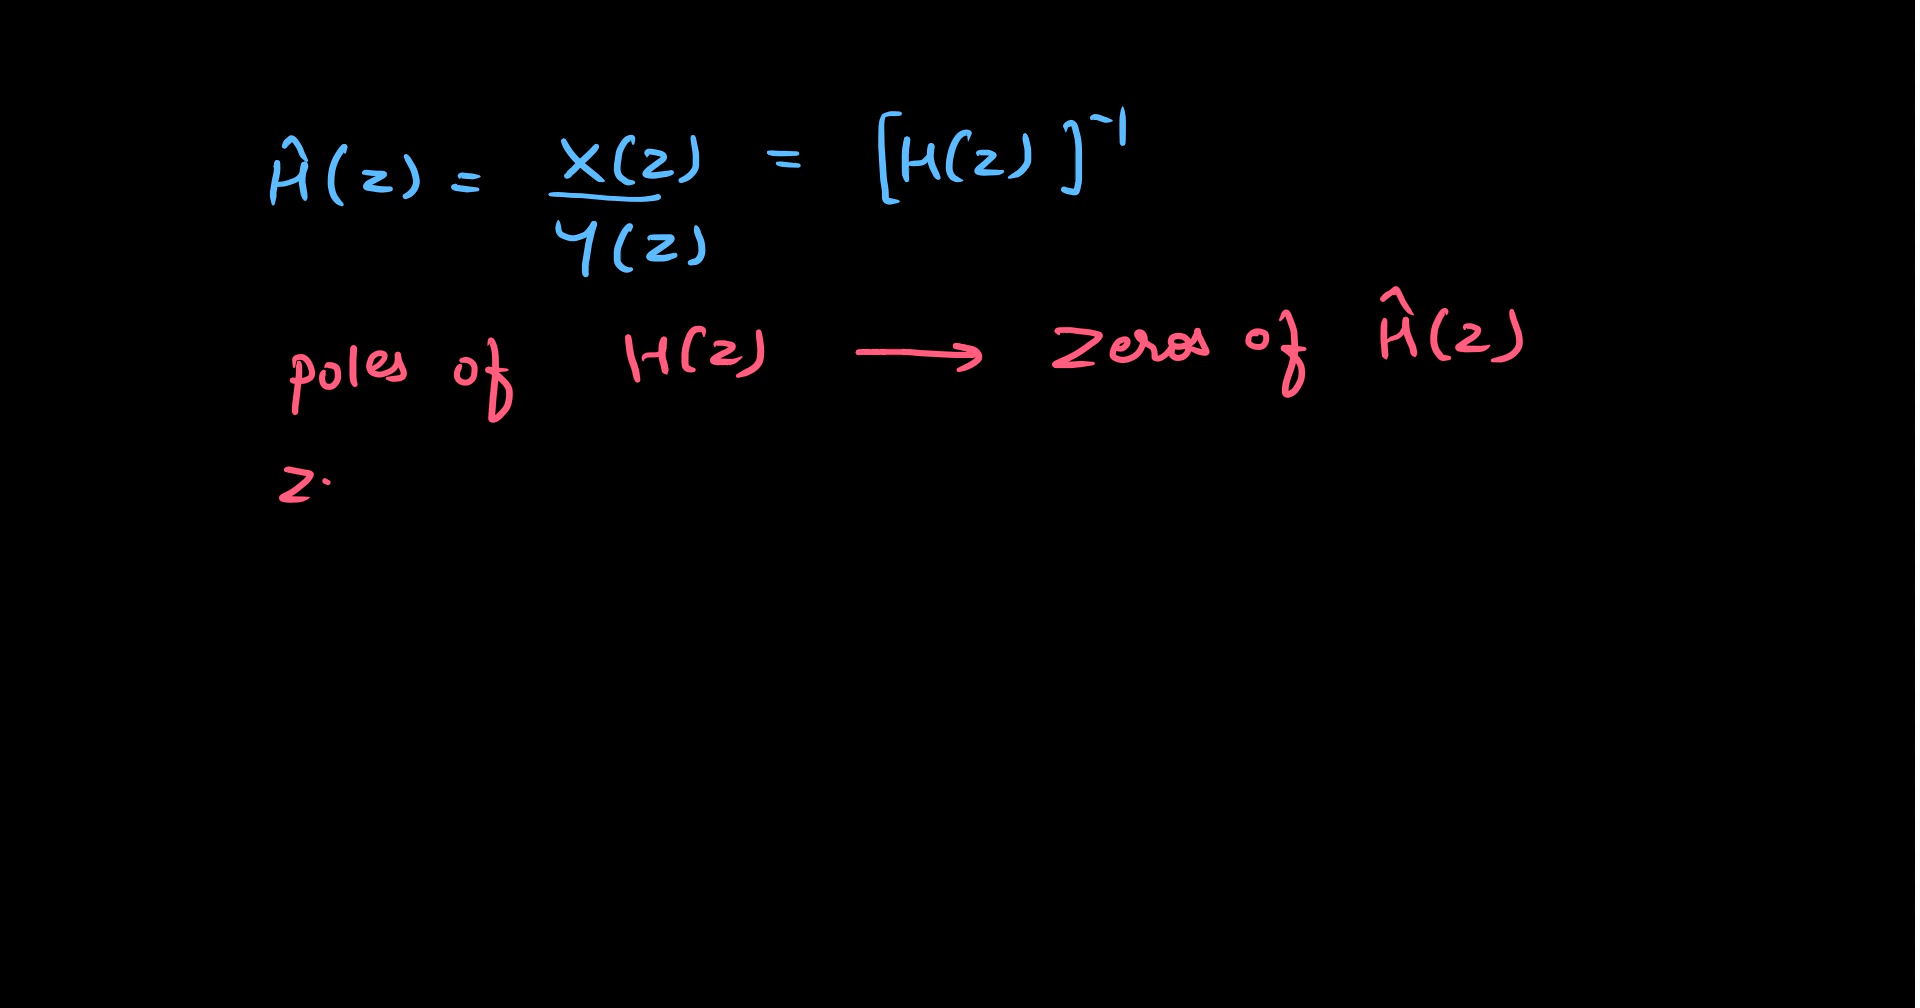 Ĥ(z) = X(z)/Y(z) = [H(z)]⁻¹
poles of H(z) ⟶ Zeros of Ĥ(z)
Z